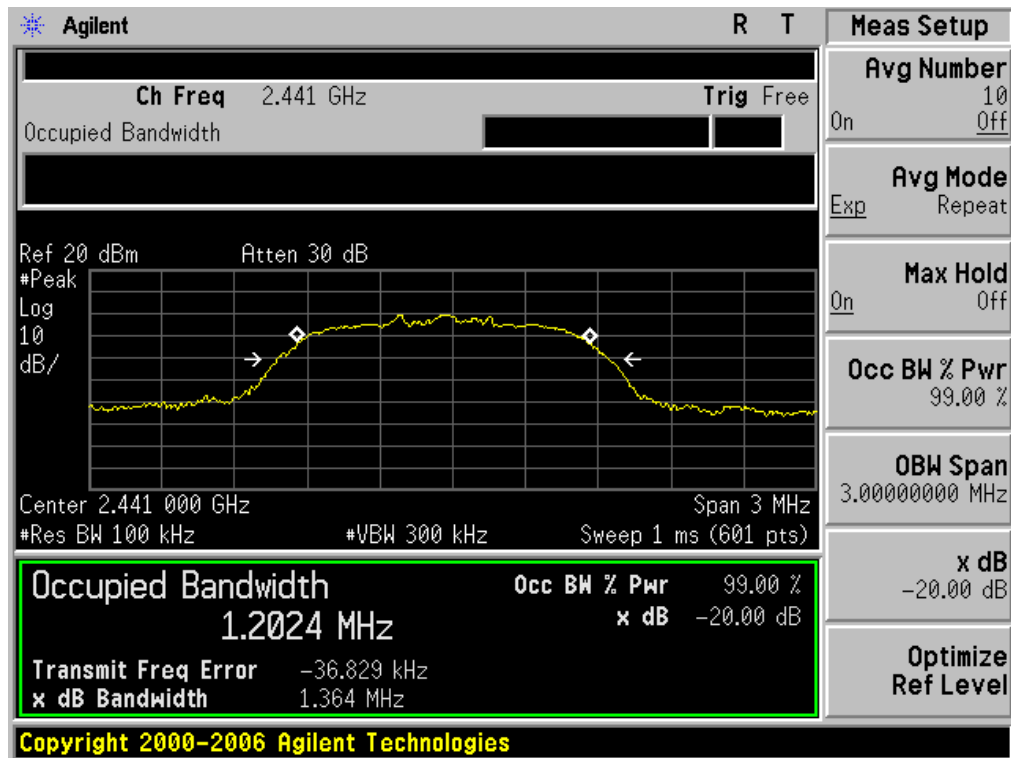 Agilent R T Meas Setup
Ch Freq 2.441 GHz Trig Free
Occupied Bandwidth
Ref 20 dBm Atten 30 dB
#Peak
Log
10
dB/
Center 2.441 000 GHz Span 3 MHz
#Res BW 100 kHz #VBW 300 kHz Sweep 1 ms (601 pts)
Occupied Bandwidth Occ BW % Pwr 99.00 %
1.2024 MHz x dB -20.00 dB
Transmit Freq Error -36.829 kHz
x dB Bandwidth 1.364 MHz
Avg Number
10
On Off
Avg Mode
Exp Repeat
Max Hold
On Off
Occ BW % Pwr
99.00 %
OBW Span
3.00000000 MHz
x dB
-20.00 dB
Optimize
Ref Level
Copyright 2000-2006 Agilent Technologies